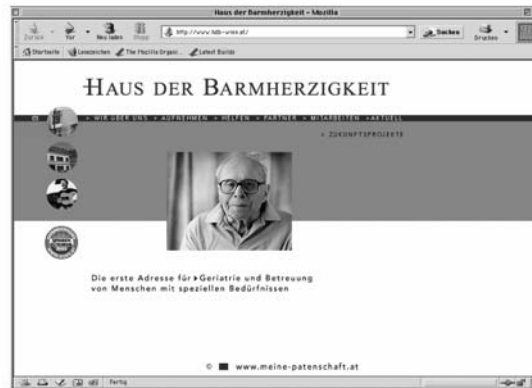 Haus der Barmherzigkeit – Mozilla
Zurück Vor Neu laden Stopp http://www.hdb-wien.at/ Suchen Drucken
Startseite Lesezeichen The Mozilla Organi... Latest Builds
HAUS DER BARMHERZIGKEIT
> WIR ÜBER UNS > AUFNEHMEN > HELFEN > PARTNER > MITARBEITEN >AKTUELL
> ZUKUNFTSPROJEKTE
Die erste Adresse für Geriatrie und Betreuung
von Menschen mit speziellen Bedürfnissen
© www.meine-patenschaft.at
Fertig